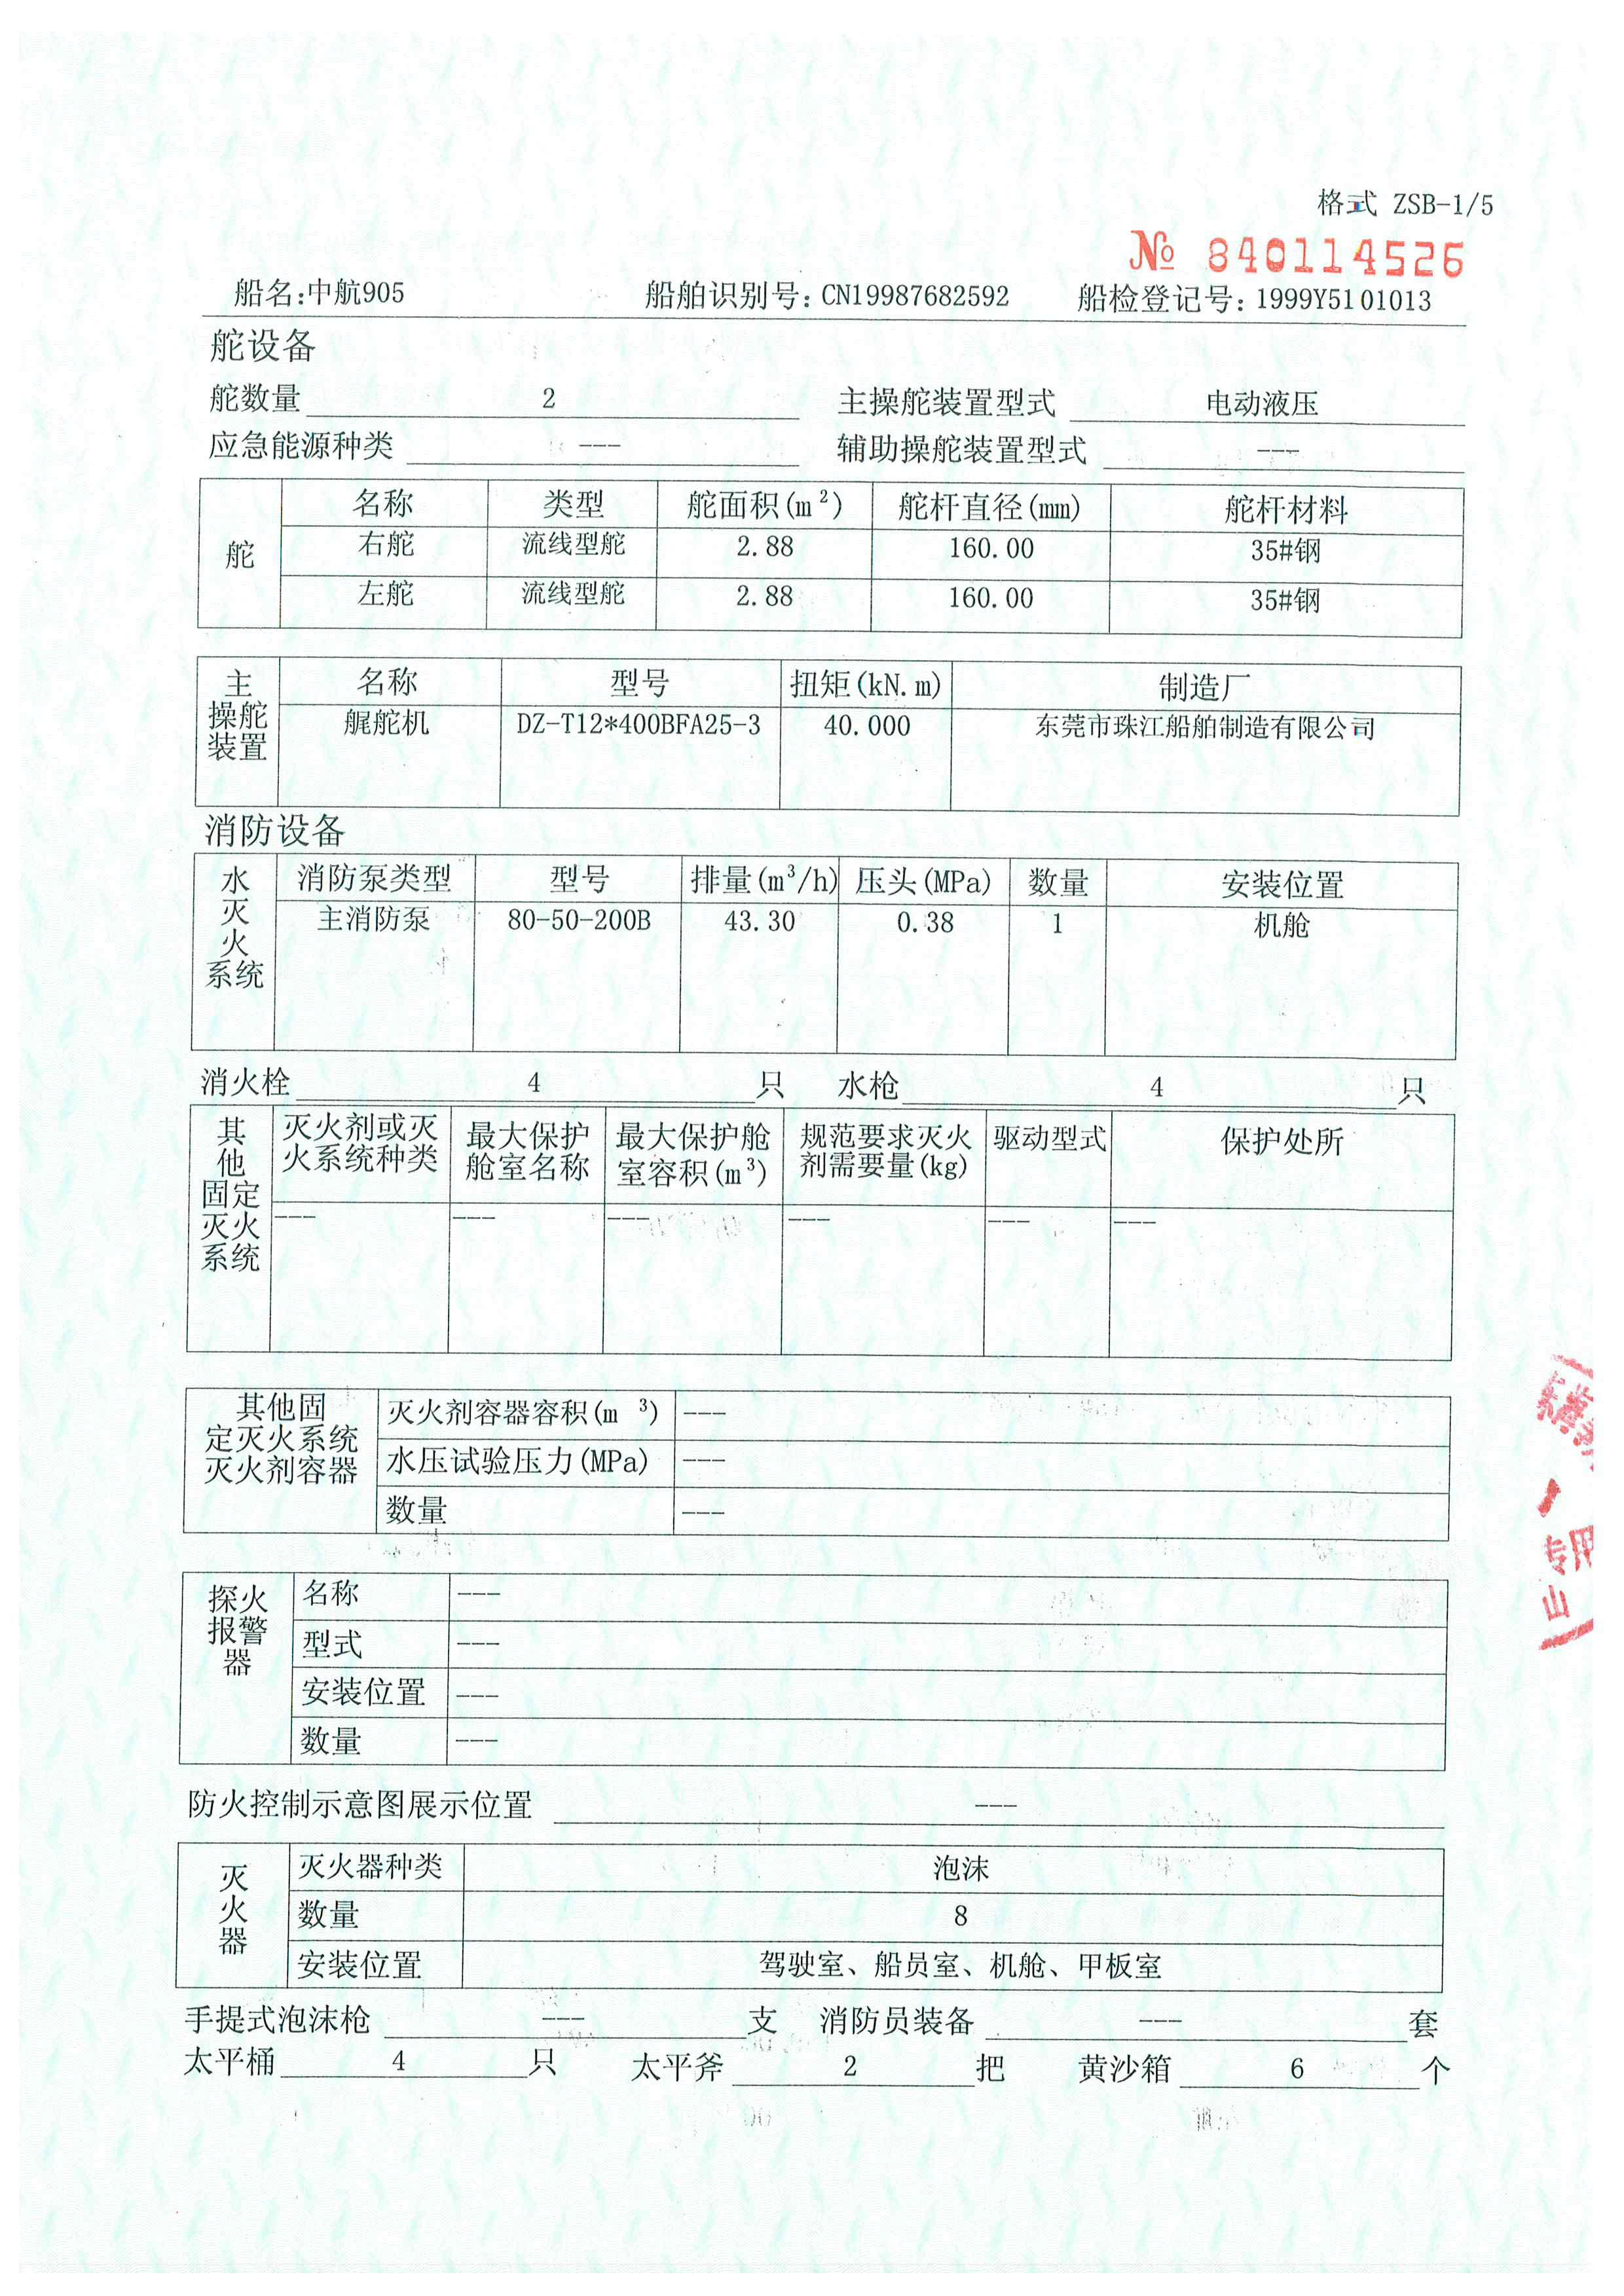 格式 ZSB-1/5
№ 840114526
船名:中航905 船舶识别号: CN19987682592 船检登记号: 1999Y5101013
舵设备
舵数量 2 主操舵装置型式 电动液压
应急能源种类 --- 辅助操舵装置型式 ---
舵 名称 类型 舵面积(m²) 舵杆直径(mm) 舵杆材料
右舵 流线型舵 2.88 160.00 35#钢
左舵 流线型舵 2.88 160.00 35#钢
主操舵装置 名称 型号 扭矩(kN.m) 制造厂
艉舵机 DZ-T12*400BFA25-3 40.000 东莞市珠江船舶制造有限公司
消防设备
水灭火系统 消防泵类型 型号 排量(m³/h) 压头(MPa) 数量 安装位置
主消防泵 80-50-200B 43.30 0.38 1 机舱
消火栓 4 只 水枪 4 只
其他固定灭火系统 灭火剂或灭火系统种类 最大保护舱室名称 最大保护舱室容积(m³) 规范要求灭火剂需要量(kg) 驱动型式 保护处所
--- --- --- --- --- ---
其他固定灭火系统灭火剂容器 灭火剂容器容积(m ³) ---
水压试验压力(MPa) ---
数量 ---
探火报警器 名称 ---
型式 ---
安装位置 ---
数量 ---
防火控制示意图展示位置 ---
灭火器 灭火器种类 泡沫
数量 8
安装位置 驾驶室、船员室、机舱、甲板室
手提式泡沫枪 --- 支 消防员装备 --- 套
太平桶 4 只 太平斧 2 把 黄沙箱 6 个
专用
山